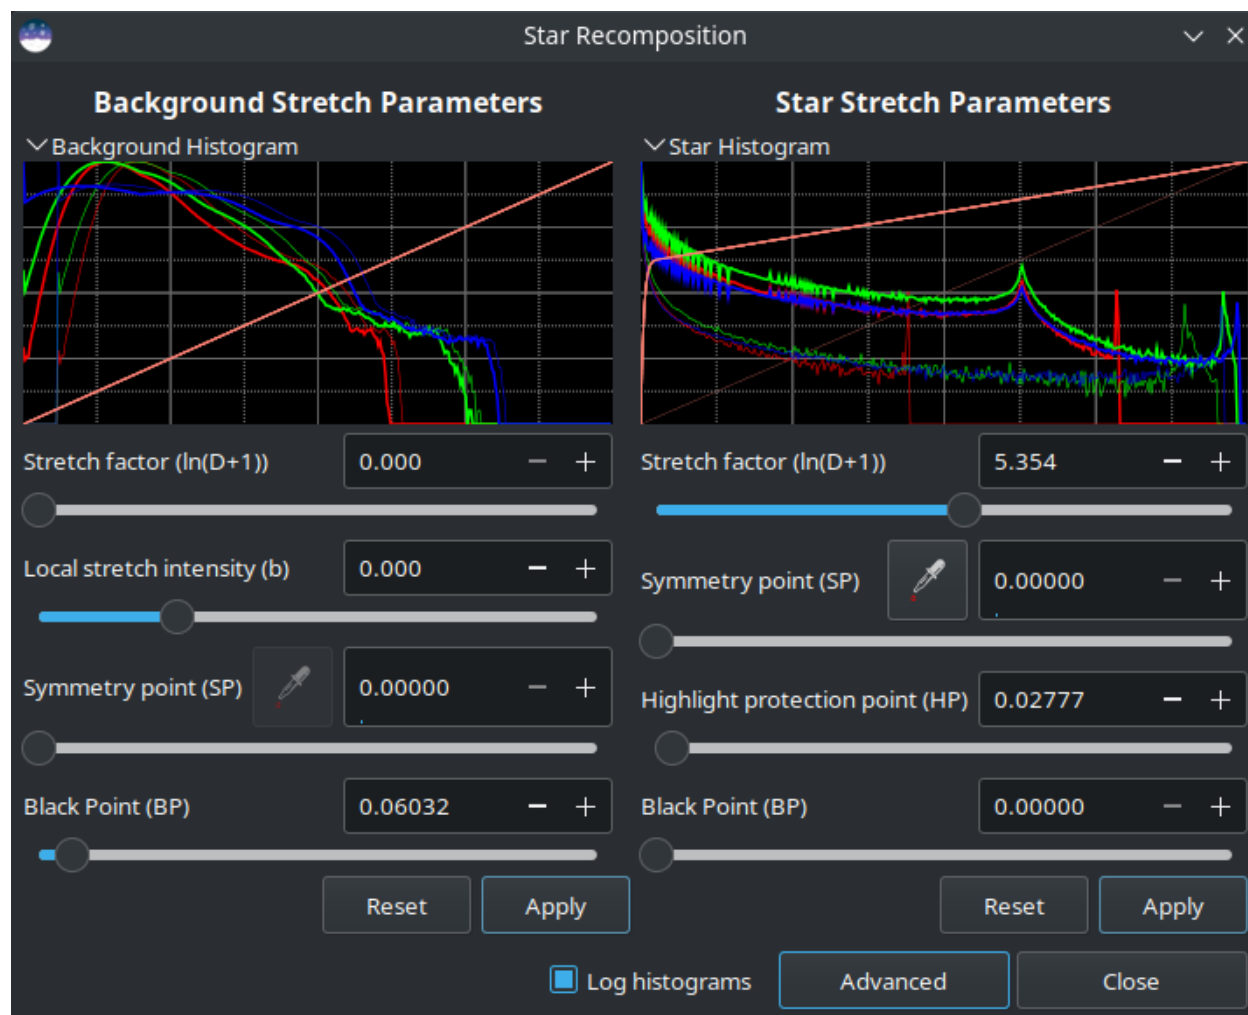 Star Recomposition
Background Stretch Parameters
Background Histogram
Stretch factor (ln(D+1)) 0.000
Local stretch intensity (b) 0.000
Symmetry point (SP) 0.00000
Black Point (BP) 0.06032
Reset Apply
Star Stretch Parameters
Star Histogram
Stretch factor (ln(D+1)) 5.354
Symmetry point (SP) 0.00000
Highlight protection point (HP) 0.02777
Black Point (BP) 0.00000
Reset Apply
Log histograms Advanced Close